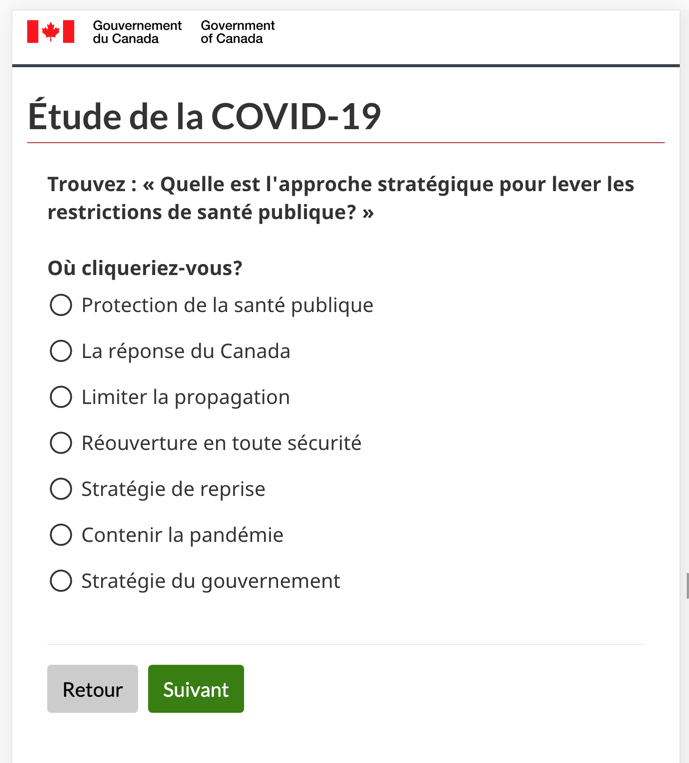 Gouvernement
du Canada
Government
of Canada
Étude de la COVID-19
Trouvez : « Quelle est l'approche stratégique pour lever les
restrictions de santé publique? »
Où cliqueriez-vous?
Protection de la santé publique
La réponse du Canada
Limiter la propagation
Réouverture en toute sécurité
Stratégie de reprise
Contenir la pandémie
Stratégie du gouvernement
Retour
Suivant